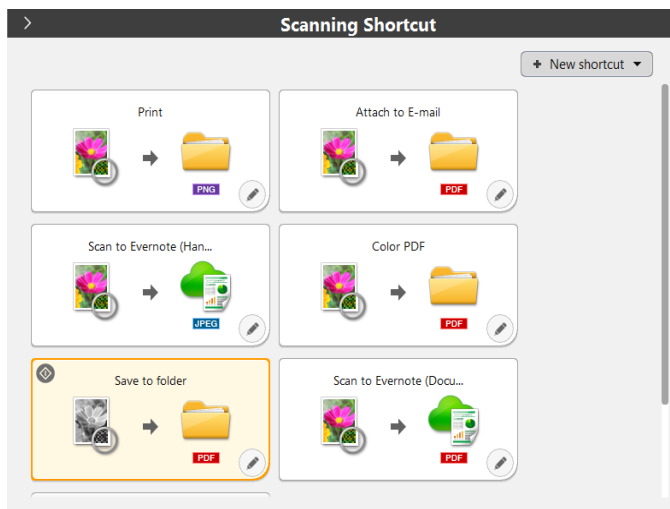 Scanning Shortcut
+ New shortcut
Print
PNG
Attach to E-mail
PDF
Scan to Evernote (Han...
JPEG
Color PDF
PDF
Save to folder
PDF
Scan to Evernote (Docu...
PDF